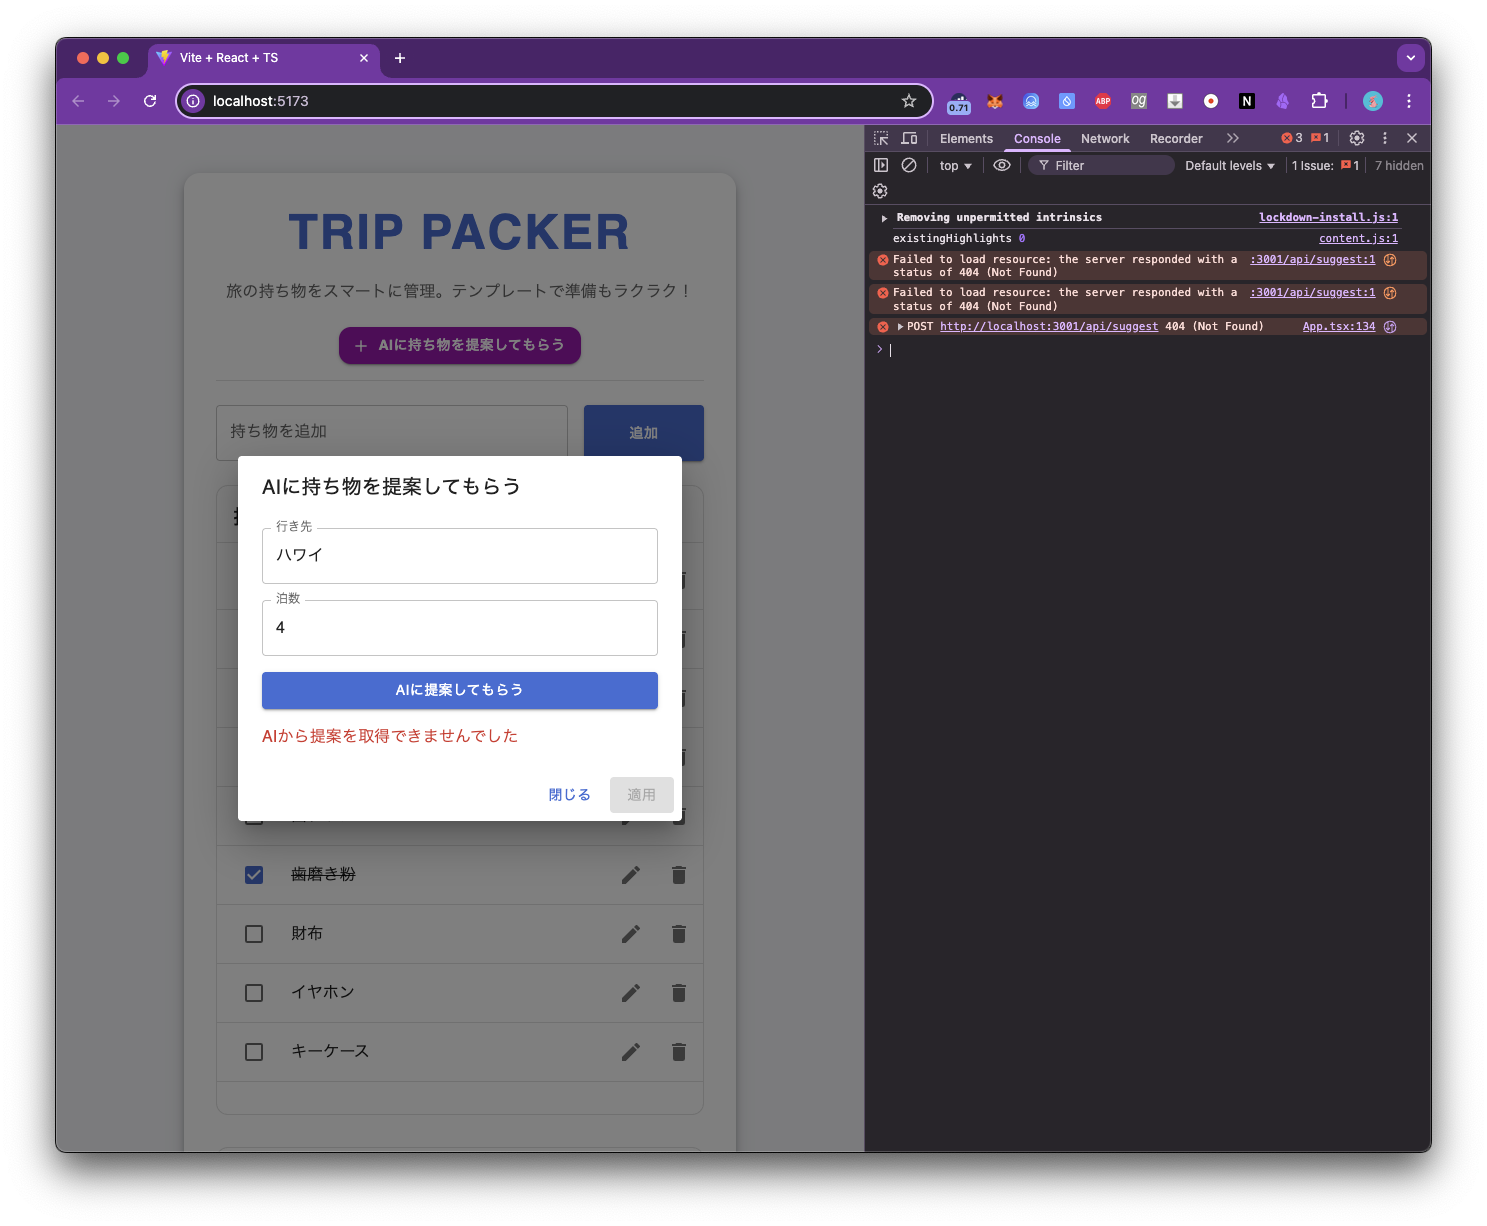 Vite + React + TS
localhost:5173
0.71
ABP
og
N
TRIP PACKER
旅の持ち物をスマートに管理。テンプレートで準備もラクラク！
AIに持ち物を提案してもらう
持ち物を追加
追加
AIに持ち物を提案してもらう
行き先
ハワイ
泊数
4
AIに提案してもらう
AIから提案を取得できませんでした
閉じる
適用
歯磨き粉
財布
イヤホン
キーケース
Elements
Console
Network
Recorder
3
1
top
Filter
Default levels
1 Issue:
1
7 hidden
Removing unpermitted intrinsics
lockdown-install.js:1
existingHighlights 0
content.js:1
Failed to load resource: the server responded with a
:3001/api/suggest:1
status of 404 (Not Found)
Failed to load resource: the server responded with a
:3001/api/suggest:1
status of 404 (Not Found)
POST http://localhost:3001/api/suggest 404 (Not Found)
App.tsx:134